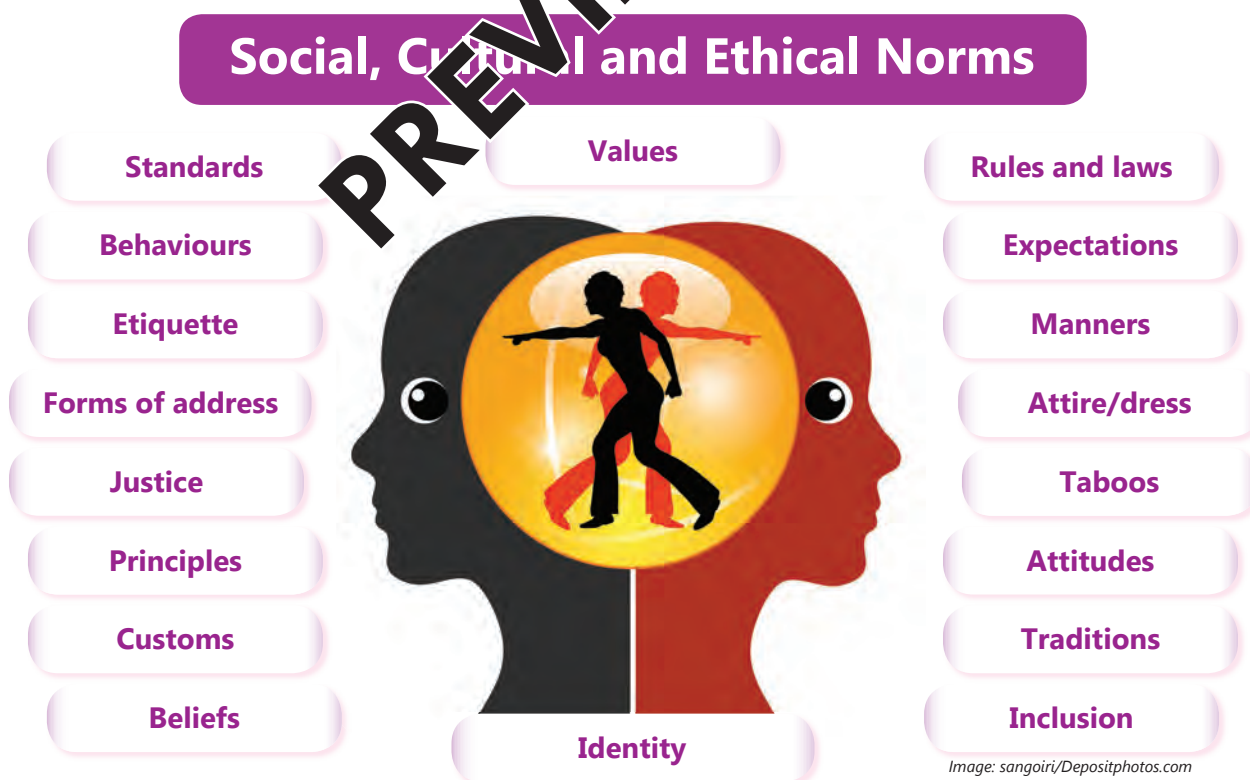 Social, Cultural and Ethical Norms
Standards
Behaviours
Etiquette
Forms of address
Justice
Principles
Customs
Beliefs
Values
Identity
Rules and laws
Expectations
Manners
Attire/dress
Taboos
Attitudes
Traditions
Inclusion
Image: sangoiri/Depositphotos.com